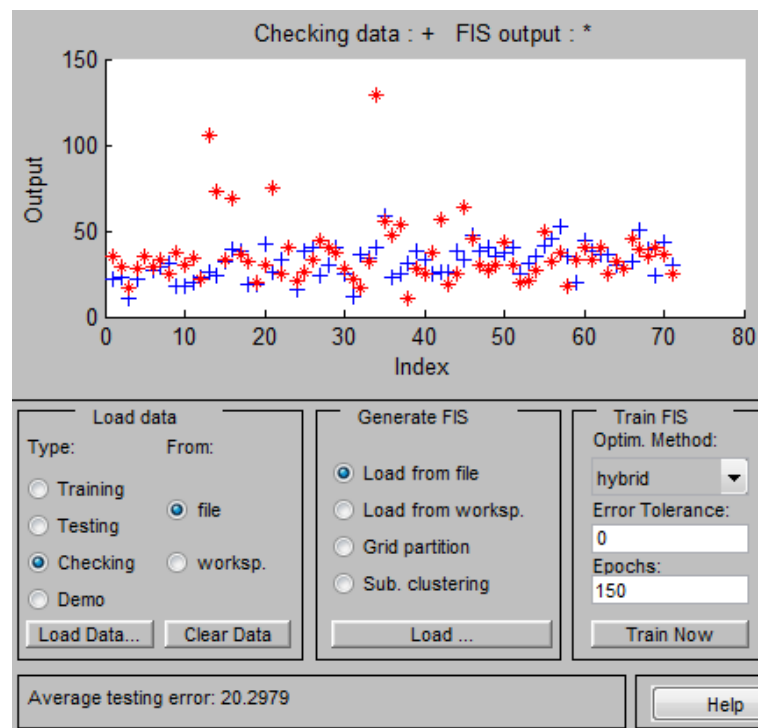 Checking data : + FIS output : *
150
100
50
0
Output
0 10 20 30 40 50 60 70 80
Index
Load data
Type: From:
Training
Testing
Checking
Demo
file
worksp.
Load Data... Clear Data
Generate FIS
Load from file
Load from worksp.
Grid partition
Sub. clustering
Load ...
Train FIS
Optim. Method:
hybrid
Error Tolerance:
0
Epochs:
150
Train Now
Average testing error: 20.2979
Help